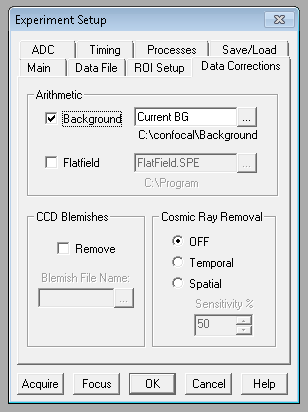 Experiment Setup
ADC Timing Processes Save/Load
Main Data File ROI Setup Data Corrections
Arithmetic
Background Current BG ...
C:\confocal\Background
Flatfield FlatField.SPE ...
C:\Program
CCD Blemishes
Remove
Blemish File Name:
...
Cosmic Ray Removal
OFF
Temporal
Spatial
Sensitivity %
50
Acquire Focus OK Cancel Help